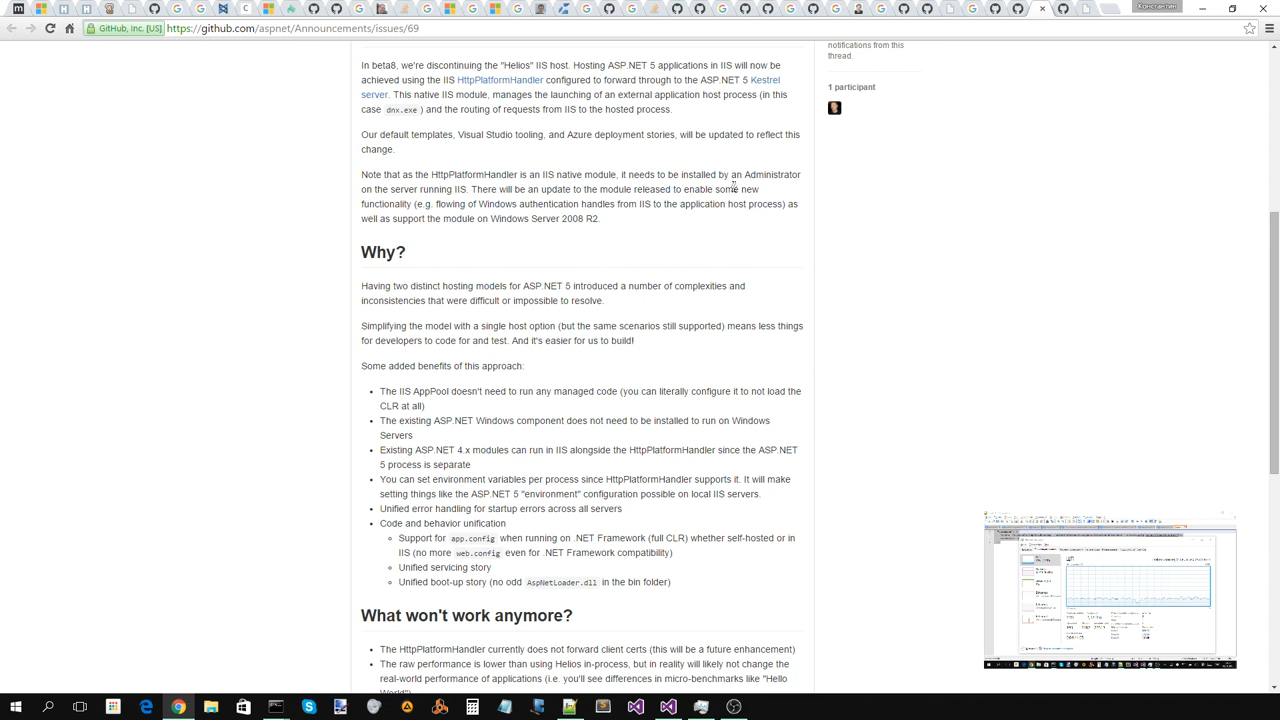 Константин
GitHub, Inc. [US]
https://github.com/aspnet/Announcements/issues/69
notifications from this
thread.
1 participant
In beta8, we're discontinuing the "Helios" IIS host. Hosting ASP.NET 5 applications in IIS will now be
achieved using the IIS HttpPlatformHandler configured to forward through to the ASP.NET 5 Kestrel
server. This native IIS module, manages the launching of an external application host process (in this
case dnx.exe ) and the routing of requests from IIS to the hosted process.
Our default templates, Visual Studio tooling, and Azure deployment stories, will be updated to reflect this
change.
Note that as the HttpPlatformHandler is an IIS native module, it needs to be installed by an Administrator
on the server running IIS. There will be an update to the module released to enable some new
functionality (e.g. flowing of Windows authentication handles from IIS to the application host process) as
well as support the module on Windows Server 2008 R2.
Why?
Having two distinct hosting models for ASP.NET 5 introduced a number of complexities and
inconsistencies that were difficult or impossible to resolve.
Simplifying the model with a single host option (but the same scenarios still supported) means less things
for developers to code for and test. And it's easier for us to build!
Some added benefits of this approach:
• The IIS AppPool doesn't need to run any managed code (you can literally configure it to not load the
CLR at all)
• The existing ASP.NET Windows component does not need to be installed to run on Windows
Servers
• Existing ASP.NET 4.x modules can run in IIS alongside the HttpPlatformHandler since the ASP.NET
5 process is separate
• You can set environment variables per process since HttpPlatformHandler supports it. It will make
setting things like the ASP.NET 5 "environment" configuration possible on local IIS servers.
• Unified error handling and startup errors across all servers
• Code and behavior unification
Support for app.config when running on .NET Framework (full CLR) whether self-hosted or in
IIS (no more web.config even for .NET Framework compatibility)
Unified servicing
Unified boot-up story (no odd AspNetLoader.dll in the bin folder)
What won't work anymore?
• The HttpPlatformHandler currently does not forward client certs (this will be a future enhancement)
• The raw performance is lower than using Helios in-process, but in reality will likely not change the
real-world performance of applications (i.e. you'll see differences in micro-benchmarks like "Hello
World")